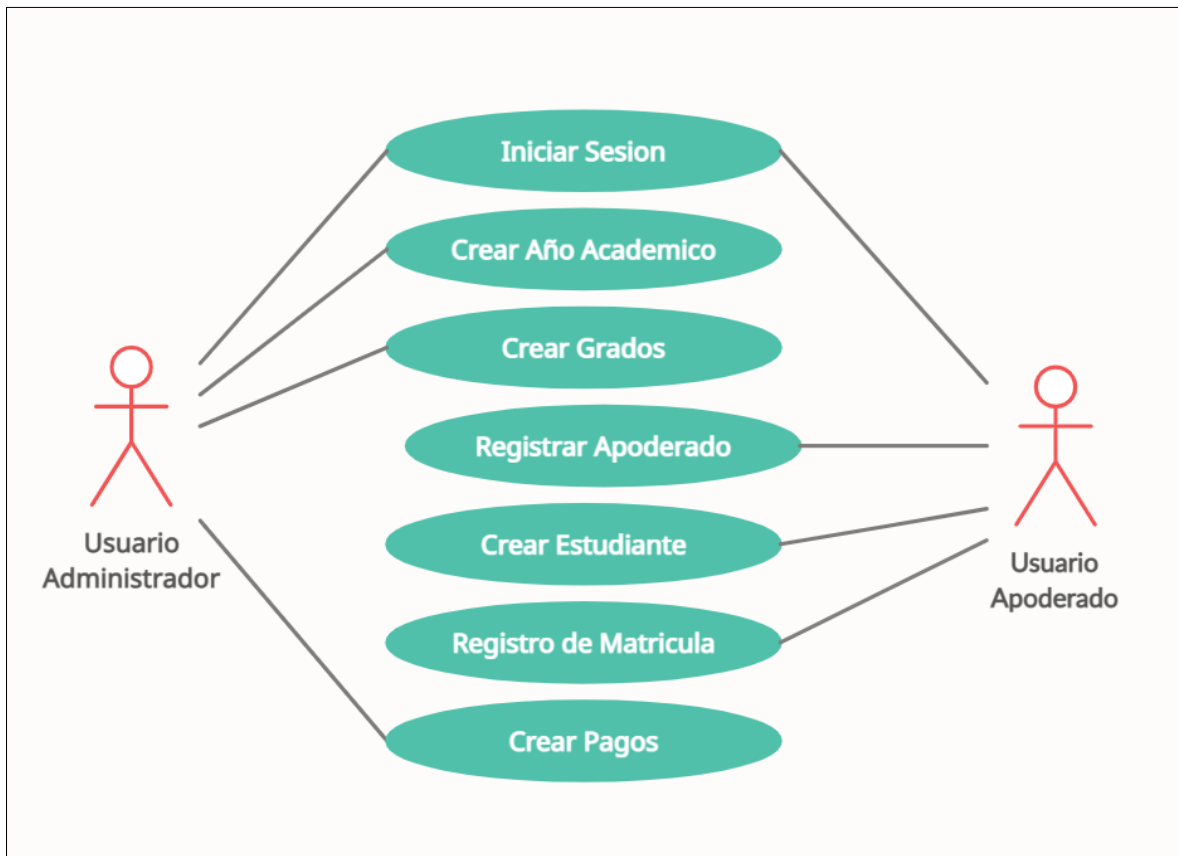 Iniciar Sesion
Crear Año Academico
Crear Grados
Registrar Apoderado
Crear Estudiante
Registro de Matricula
Crear Pagos
Usuario
Administrador
Usuario
Apoderado